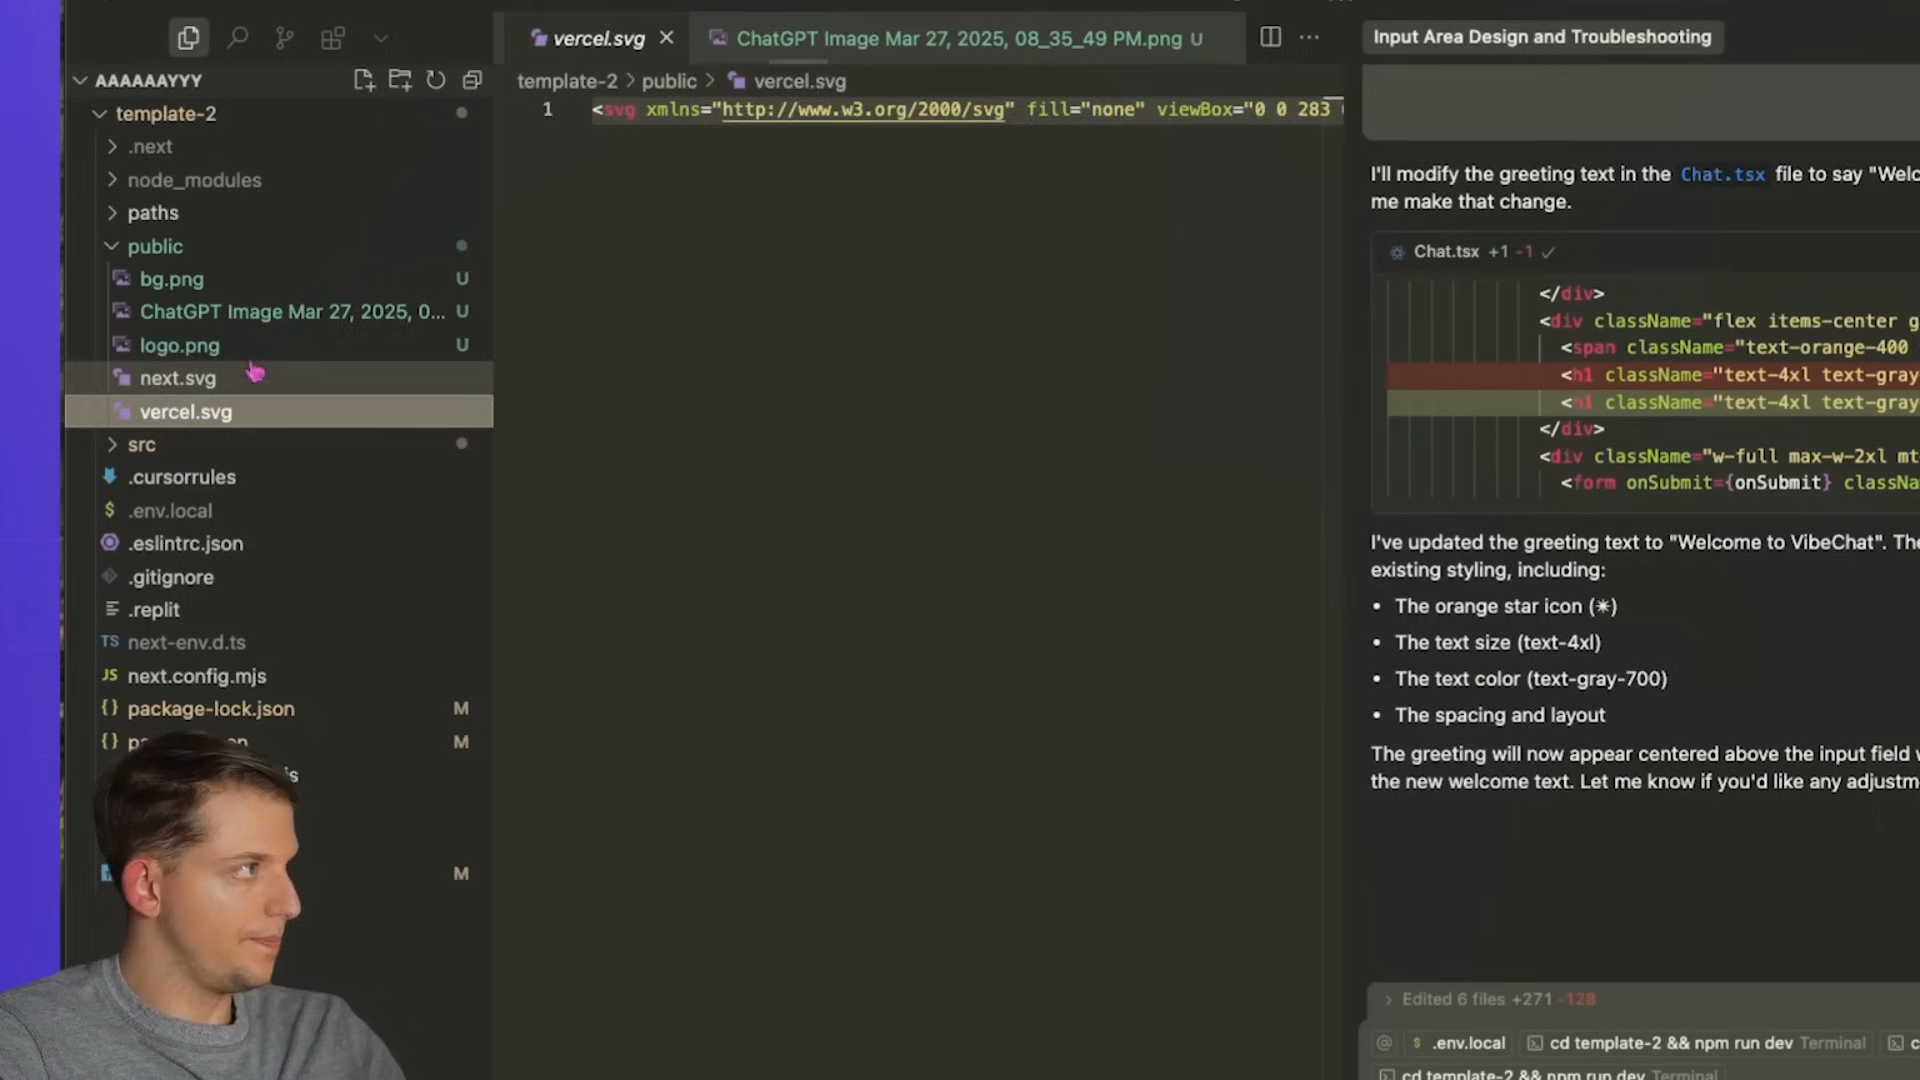 AAAAAAYYY
template-2
.next
node_modules
paths
public
bg.png U
ChatGPT Image Mar 27, 2025, 0... U
logo.png U
next.svg
vercel.svg
src
.cursorrules
$ .env.local
.eslintrc.json
.gitignore
.replit
TS next-env.d.ts
JS next.config.mjs
{} package-lock.json M
{} M
M
vercel.svg
ChatGPT Image Mar 27, 2025, 08_35_49 PM.png U
template-2 > public > vercel.svg
1 <svg xmlns="http://www.w3.org/2000/svg" fill="none" viewBox="0 0 283
Input Area Design and Troubleshooting
I'll modify the greeting text in the Chat.tsx file to say "Welc
me make that change.
Chat.tsx +1 -1
</div>
<div className="flex items-center g
<span className="text-orange-400
<h1 className="text-4xl text-gray
<h1 className="text-4xl text-gray
</div>
<div className="w-full max-w-2xl mt
<form onSubmit={onSubmit} classNa
I've updated the greeting text to "Welcome to VibeChat". The
existing styling, including:
• The orange star icon (✴)
• The text size (text-4xl)
• The text color (text-gray-700)
• The spacing and layout
The greeting will now appear centered above the input field
the new welcome text. Let me know if you'd like any adjustm
> Edited 6 files +271 -128
@ $ .env.local cd template-2 && npm run dev Terminal
cd template-2 && npm run dev Terminal